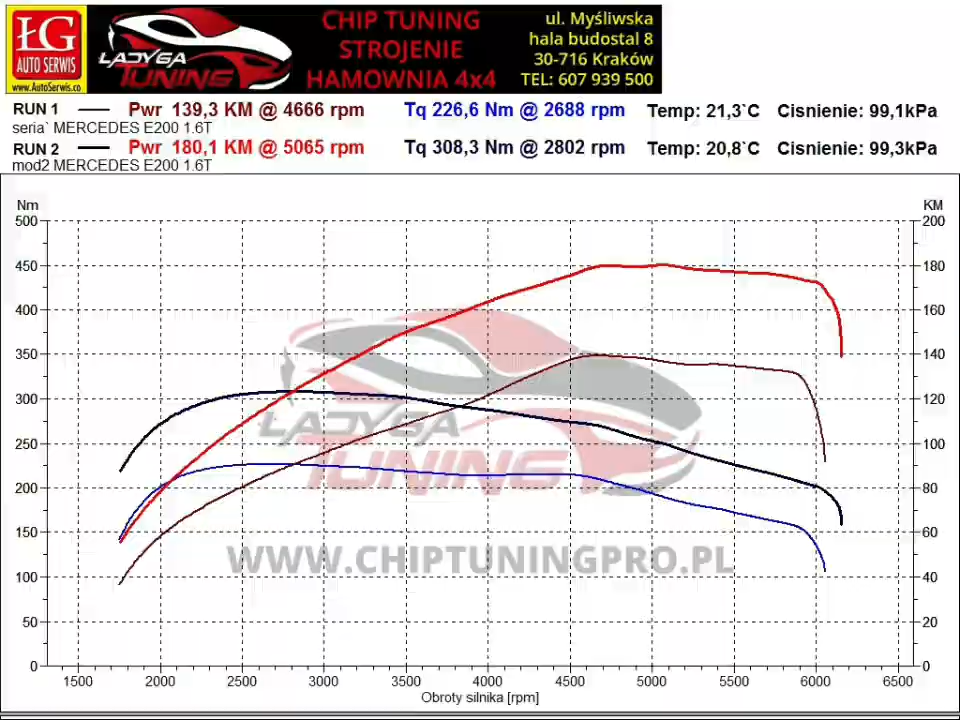 ŁG
AUTO SERWIS
www.AutoSerwis.co
ŁADYGA
TUNING
CHIP TUNING
STROJENIE
HAMOWNIA 4x4
ul. Myśliwska
hala budostal 8
30-716 Kraków
TEL: 607 939 500
RUN 1 Pwr 139,3 KM @ 4666 rpm Tq 226,6 Nm @ 2688 rpm Temp: 21,3`C Cisnienie: 99,1kPa
seria` MERCEDES E200 1.6T
RUN 2 Pwr 180,1 KM @ 5065 rpm Tq 308,3 Nm @ 2802 rpm Temp: 20,8`C Cisnienie: 99,3kPa
mod2 MERCEDES E200 1.6T
Nm KM
500 200
450 180
400 160
350 140
300 120
ŁADYGA
250 100
TUNING
200 80
150 60
WWW.CHIPTUNINGPRO.PL
100 40
50 20
0 0
1500 2000 2500 3000 3500 4000 4500 5000 5500 6000 6500
Obroty silnika [rpm]